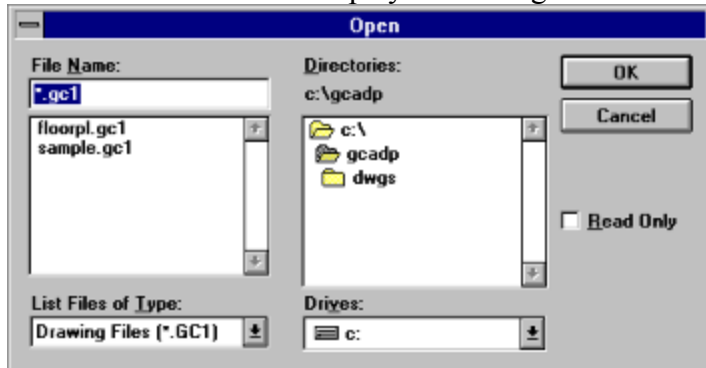 Open
File Name:
*.gc1
floorpl.gc1
sample.gc1
List Files of Type:
Drawing Files (*.GC1)
Directories:
c:\gcadp
c:\
gcadp
dwgs
Drives:
c:
OK
Cancel
Read Only